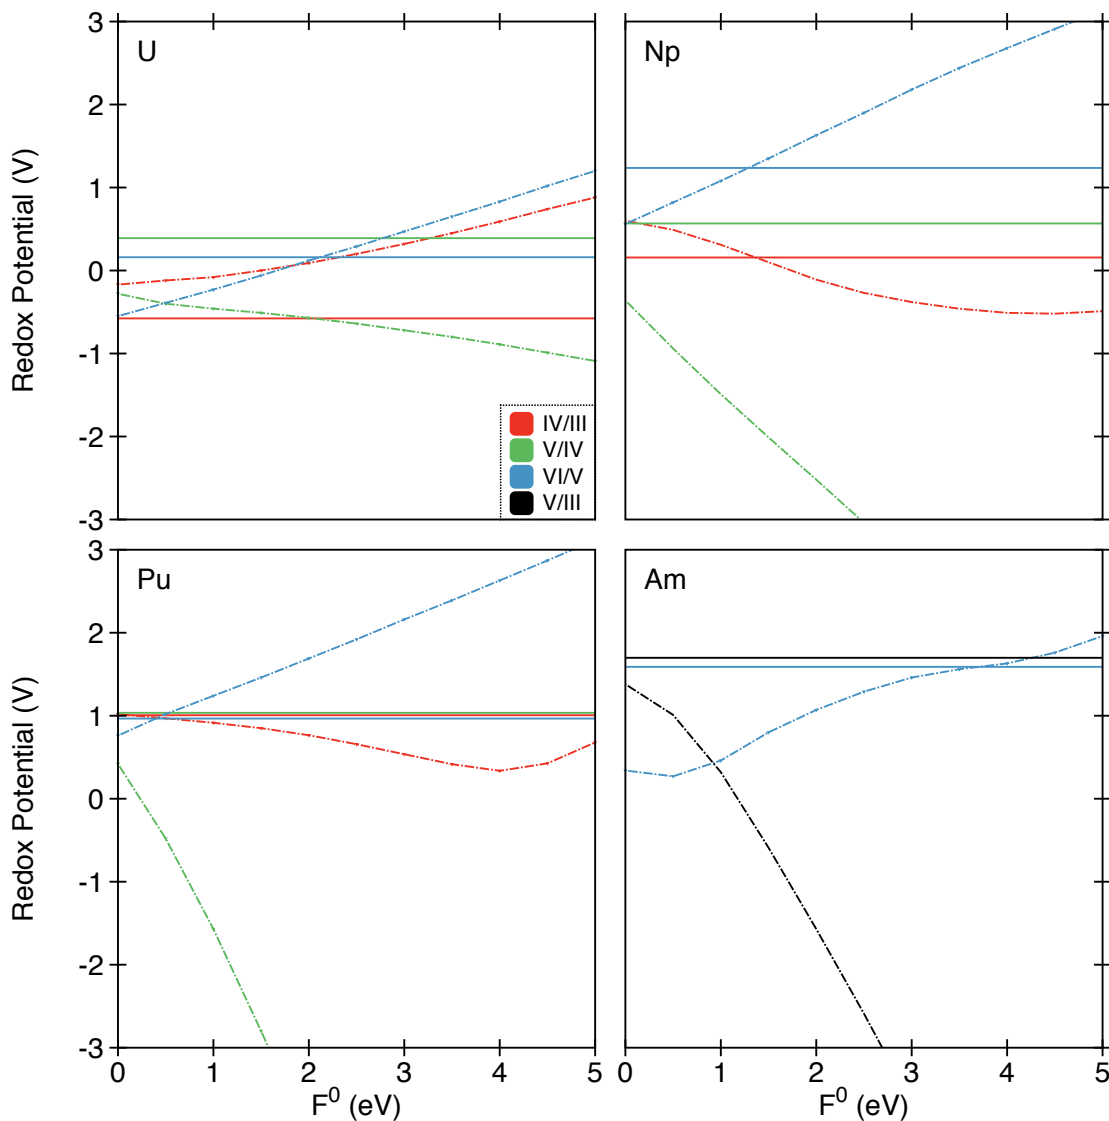 U
Np
3
2
1
0
-1
-2
-3
Redox Potential (V)
IV/III
V/IV
VI/V
V/III
Pu
Am
3
2
1
0
-1
-2
-3
Redox Potential (V)
0 1 2 3 4 5
0 1 2 3 4 5
F⁰ (eV)
F⁰ (eV)